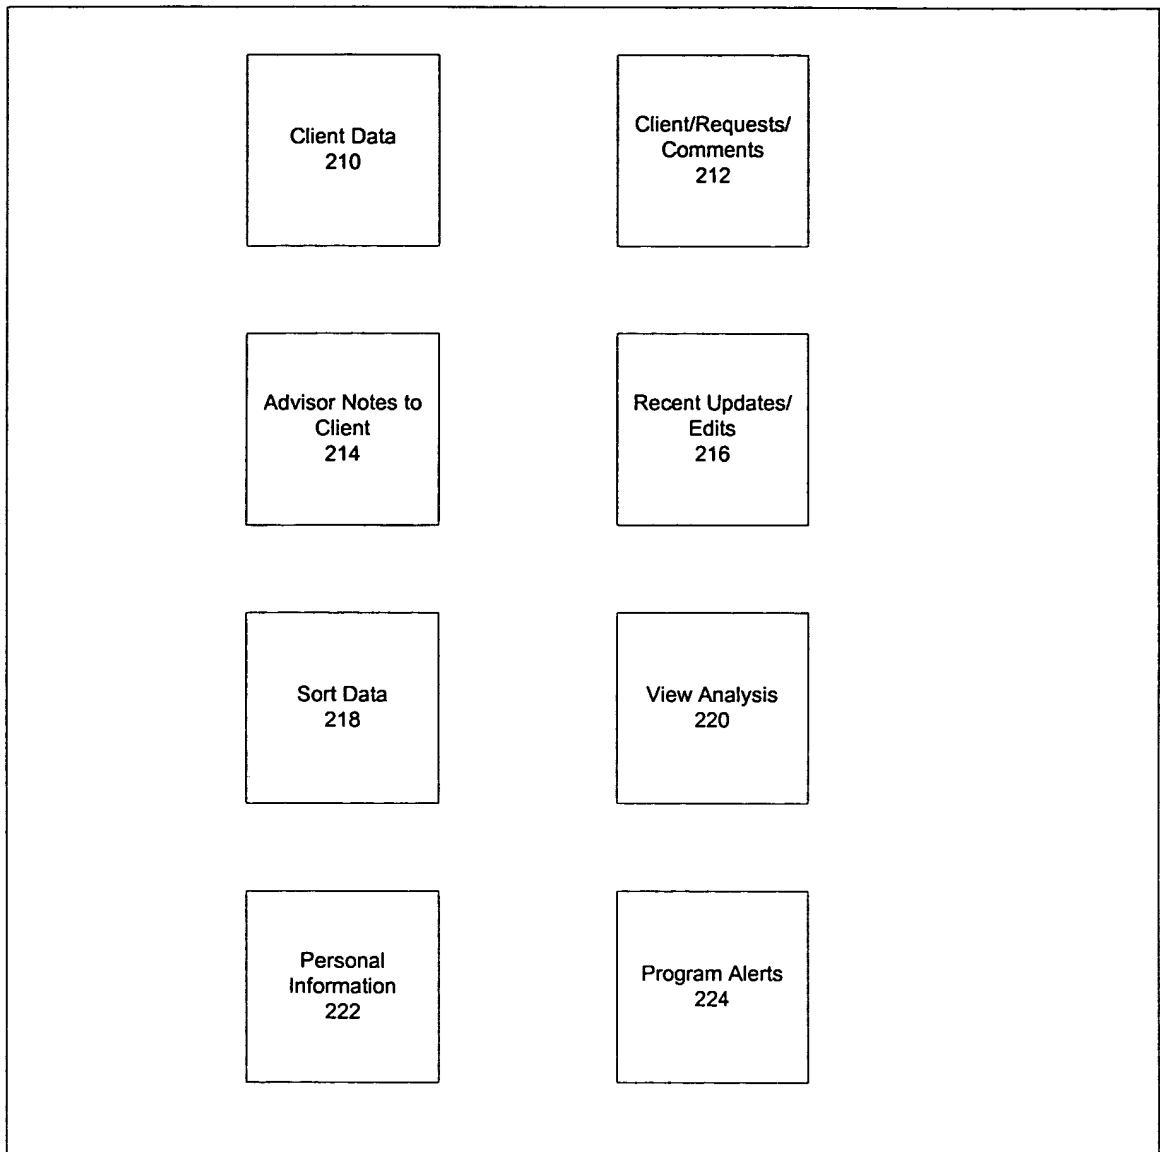 Client Data
210
Client/Requests/
Comments
212
Advisor Notes to
Client
214
Recent Updates/
Edits
216
Sort Data
218
View Analysis
220
Personal
Information
222
Program Alerts
224